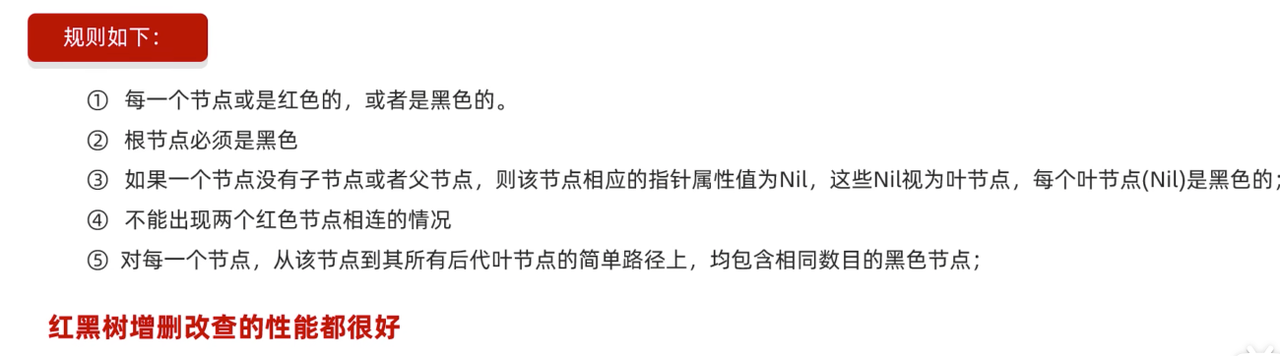 规则如下：
① 每一个节点或是红色的，或者是黑色的。
② 根节点必须是黑色
③ 如果一个节点没有子节点或者父节点，则该节点相应的指针属性值为Nil，这些Nil视为叶节点，每个叶节点(Nil)是黑色的；
④ 不能出现两个红色节点相连的情况
⑤ 对每一个节点，从该节点到其所有后代叶节点的简单路径上，均包含相同数目的黑色节点；
红黑树增删改查的性能都很好